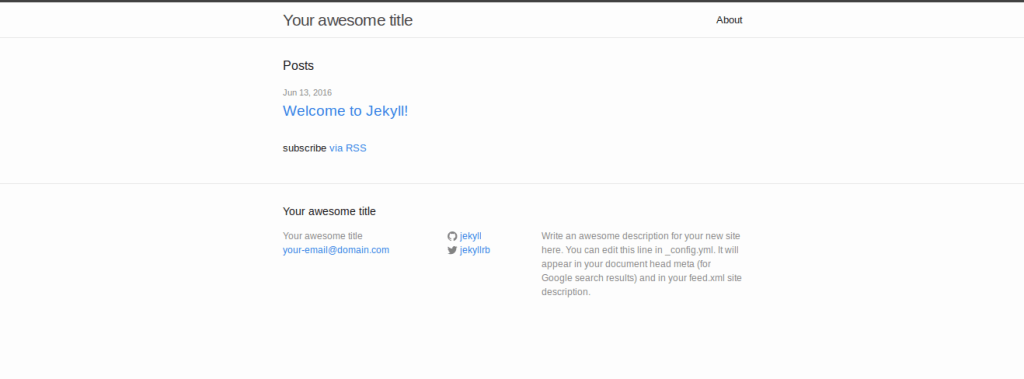 Your awesome title
About
Posts
Jun 13, 2016
Welcome to Jekyll!
subscribe via RSS
Your awesome title
Your awesome title
your-email@domain.com
jekyll
jekyllrb
Write an awesome description for your new site
here. You can edit this line in _config.yml. It will
appear in your document head meta (for
Google search results) and in your feed.xml site
description.